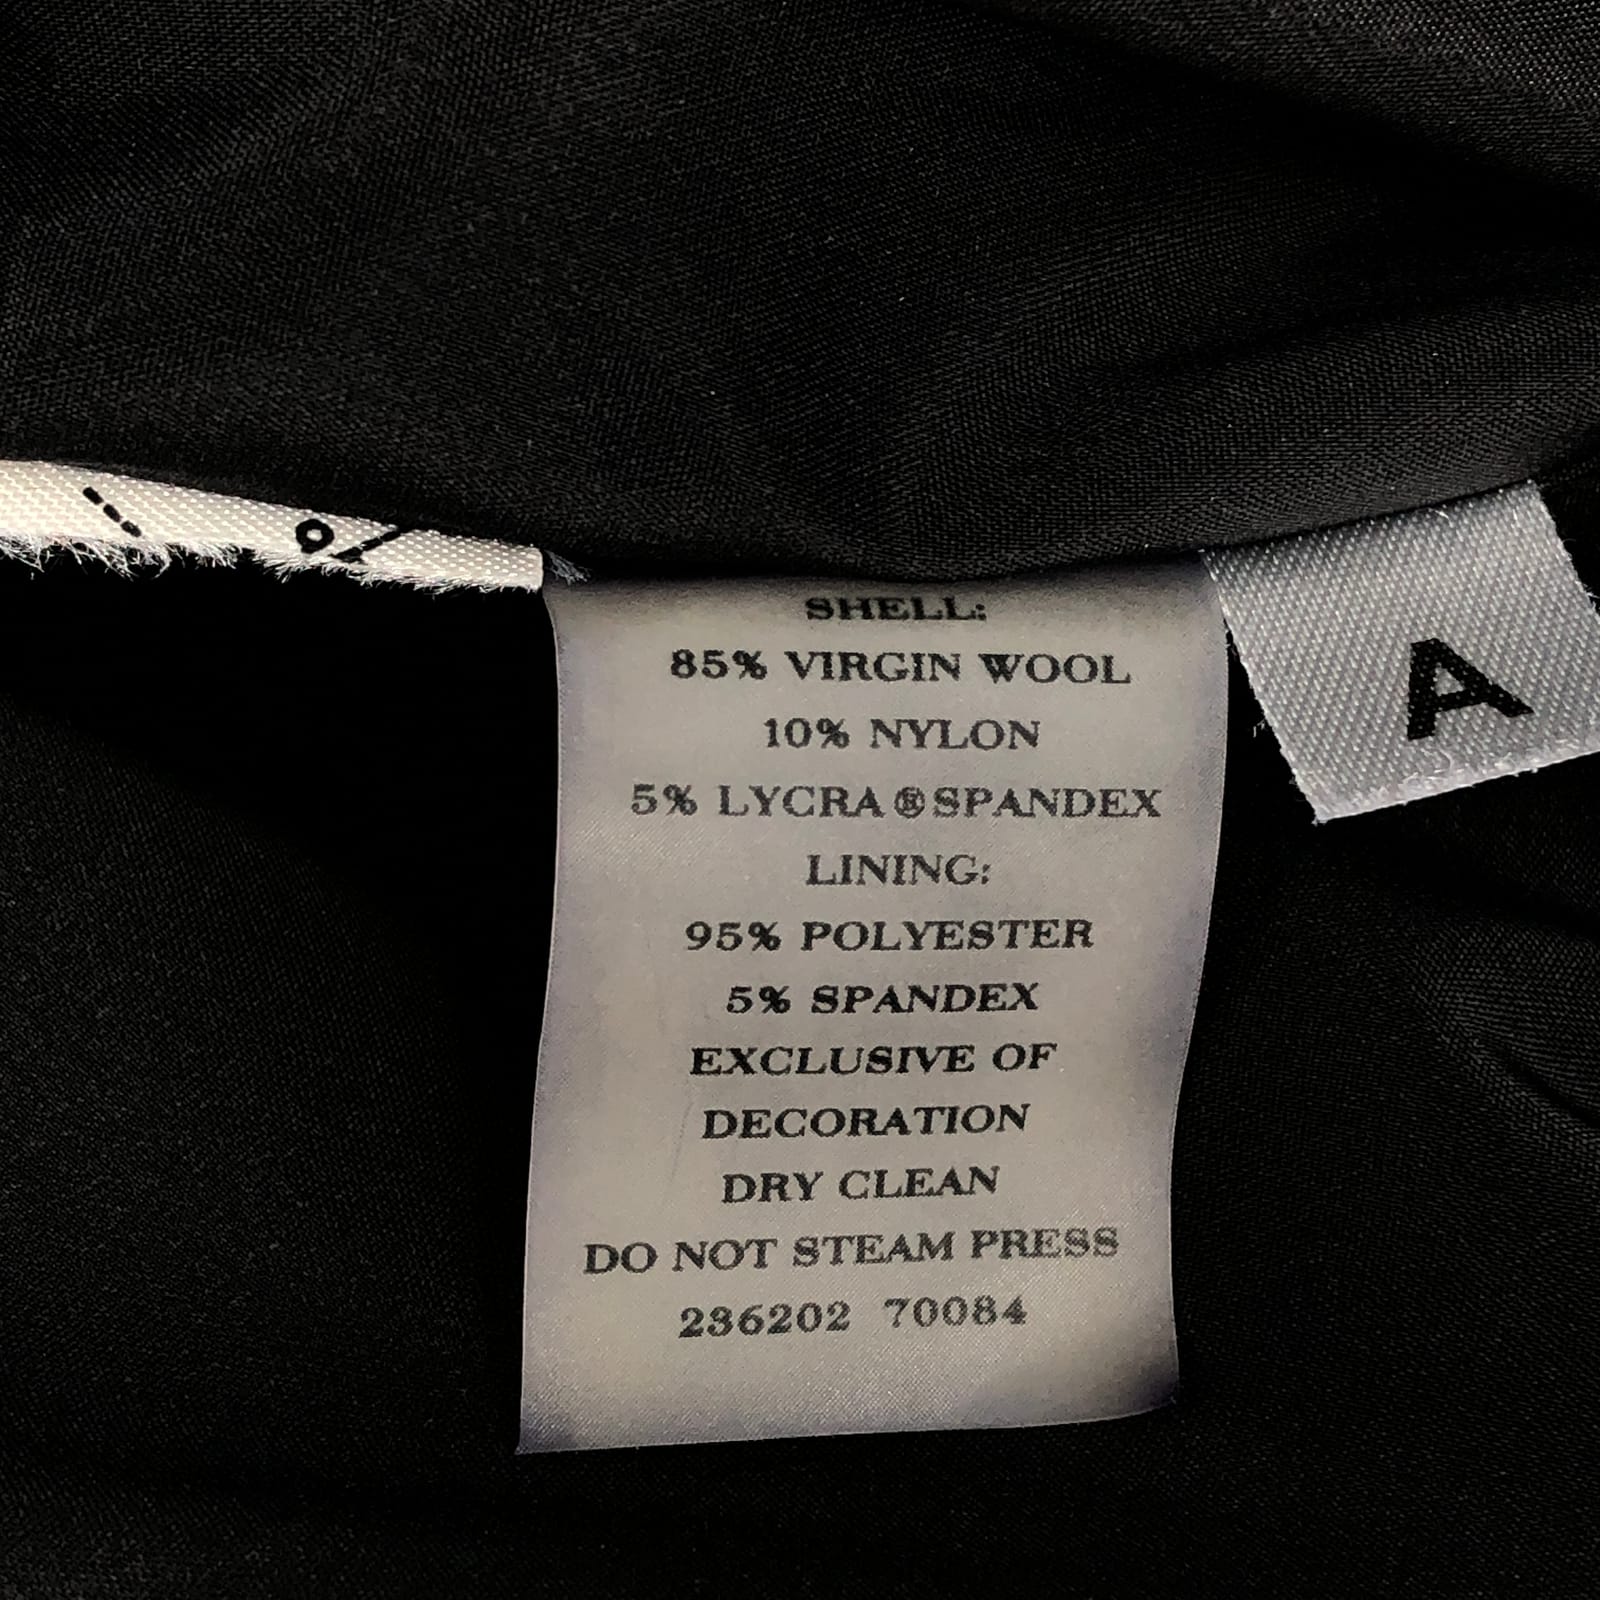 SHELL:
85% VIRGIN WOOL
10% NYLON
5% LYCRA®SPANDEX
LINING:
95% POLYESTER
5% SPANDEX
EXCLUSIVE OF
DECORATION
DRY CLEAN
DO NOT STEAM PRESS
236202 70084
A